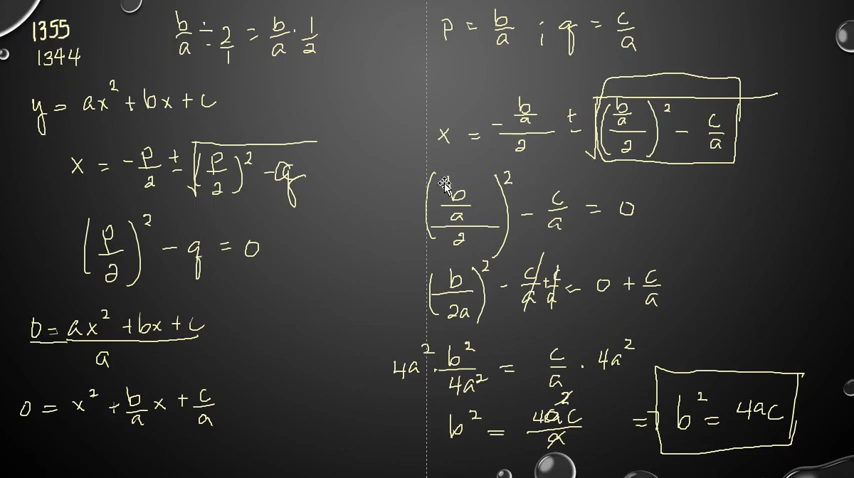 1355
1344
b/a ÷ 2/1 = b/a · 1/2
y = ax² + bx + c
x = -p/2 ± √((p/2)² - q)
(p/2)² - q = 0
0 = (ax² + bx + c)/a
0 = x² + b/a x + c/a
p = b/a ; q = c/a
x = -(b/a)/2 ± √(((b/a)/2)² - c/a)
((b/a)/2)² - c/a = 0
(b/2a)² - c/a + c/a = 0 + c/a
4a² · b²/4a² = c/a · 4a²
b² = 4a²c/a => b² = 4ac